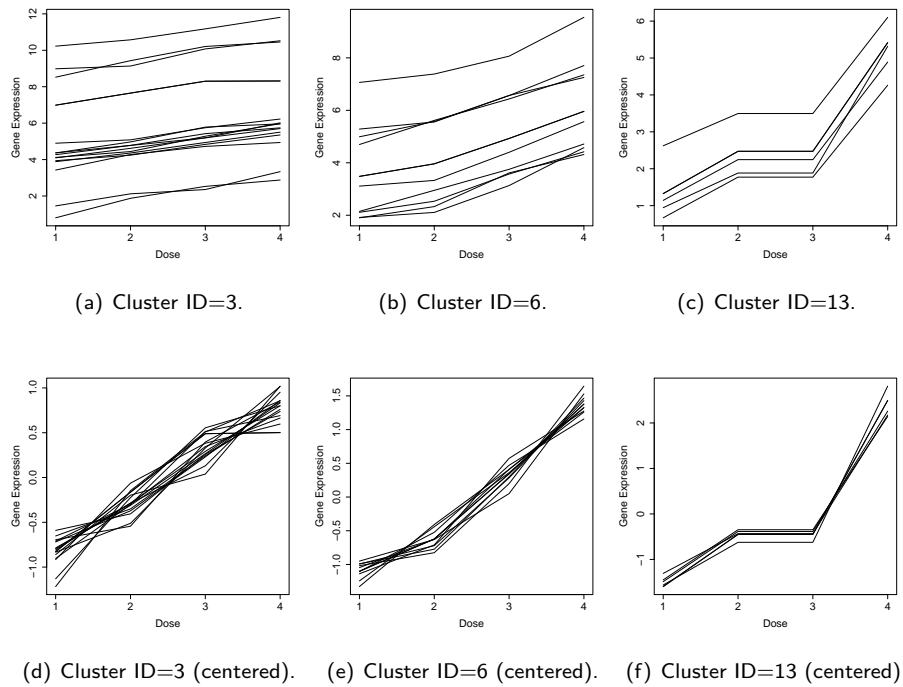 12
10
8
6
4
2
Gene Expression
1 2 3 4
Dose
(a) Cluster ID=3.
8
6
4
2
Gene Expression
1 2 3 4
Dose
(b) Cluster ID=6.
6
5
4
3
2
1
Gene Expression
1 2 3 4
Dose
(c) Cluster ID=13.
1.0
0.5
0.0
−0.5
−1.0
Gene Expression
1 2 3 4
Dose
(d) Cluster ID=3 (centered).
1.5
1.0
0.5
0.0
−0.5
−1.0
Gene Expression
1 2 3 4
Dose
(e) Cluster ID=6 (centered).
2
1
0
−1
Gene Expression
1 2 3 4
Dose
(f) Cluster ID=13 (centered)